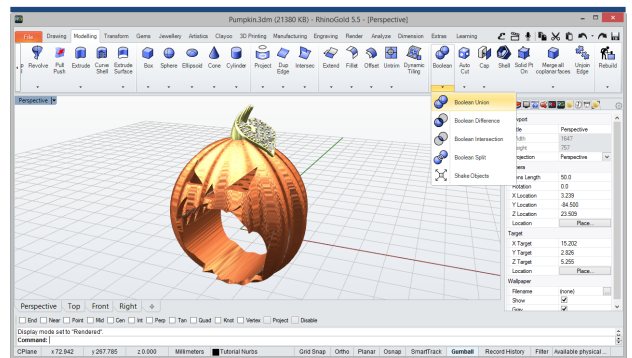 Pumpkin.3dm (21380 KB) - RhinoGold 5.5 - [Perspective]
File Drawing Modelling Transform Gems Jewellery Artistics Clayoo 3D Printing Manufacturing Engraving Render Analyze Dimension Extras Learning
Revolve Pull Push Extrude Curve Shell Extrude Surface Box Sphere Ellipsoid Cone Cylinder Project Dup Edge Intersec Extend Fillet Offset Untrim Dynamic Tiling Boolean Auto Cut Cap Shell Solid Pt On Merge all coplanar faces Unjoin Edge Rebuild
Perspective
Boolean Union
Boolean Difference
Boolean Intersection
Boolean Split
Shake Objects
Perspective
1647
757
Perspective
Length 50.0
Rotation 0.0
X Location 3.239
Y Location -84.500
Z Location 23.509
Location Place...
Target
X Target 15.202
Y Target 2.826
Z Target 5.255
Location Place...
Wallpaper
Filename (none)
Show
Gray
Perspective Top Front Right
End Near Point Mid Cen Int Perp Tan Quad Knot Vertex Project Disable
Display mode set to "Rendered".
Command:
CPlane x 72.942 y 267.785 z 0.000 Millimeters Tutorial Nurbs Grid Snap Ortho Planar Osnap SmartTrack Gumball Record History Filter Available physical ...